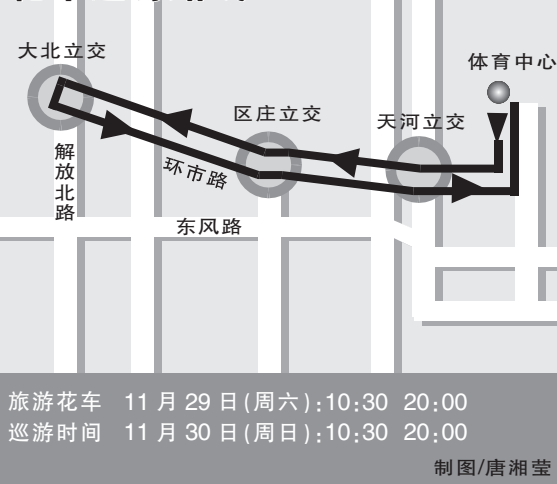 大北立交
体育中心
区庄立交
天河立交
解放北路
环市路
东风路
旅游花车 11月29日(周六):10:30 20:00
巡游时间 11月30日(周日):10:30 20:00
制图/唐湘莹